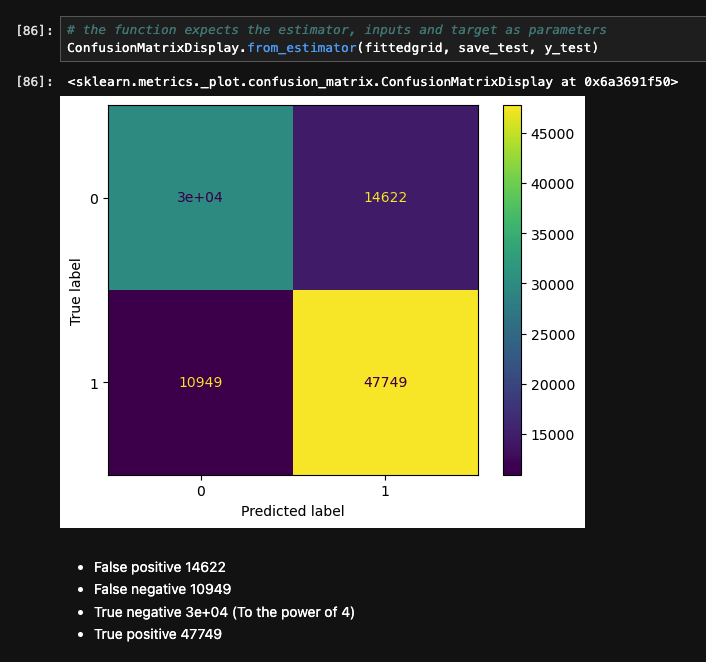 [86]: # the function expects the estimator, inputs and target as parameters
ConfusionMatrixDisplay.from_estimator(fittedgrid, save_test, y_test)
[86]: <sklearn.metrics._plot.confusion_matrix.ConfusionMatrixDisplay at 0x6a3691f50>
45000
40000
35000
30000
25000
20000
15000
True label
0
3e+04
14622
1
10949
47749
0
1
Predicted label
• False positive 14622
• False negative 10949
• True negative 3e+04 (To the power of 4)
• True positive 47749